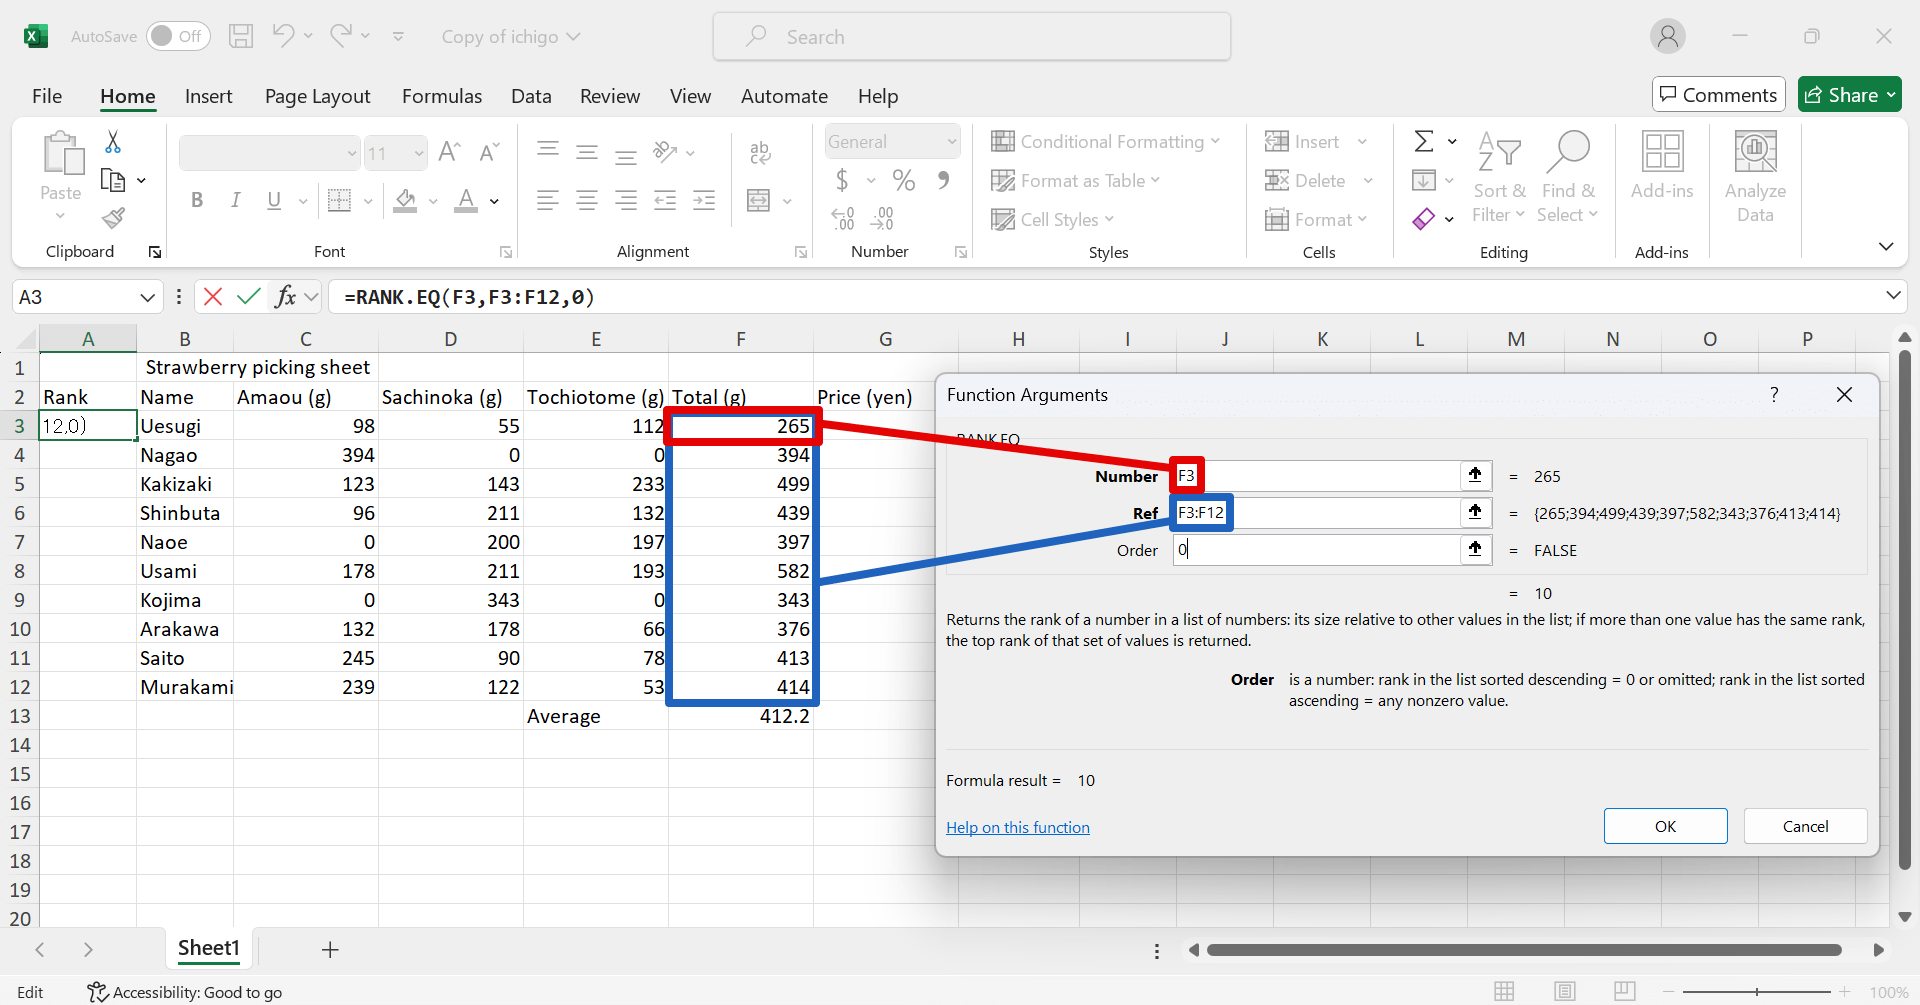 AutoSave Off Copy of ichigo Search
File Home Insert Page Layout Formulas Data Review View Automate Help Comments Share
Paste
Clipboard
11
B I U
Font
ab
Alignment
General
$ % 9
.00 .00
Number
Conditional Formatting
Format as Table
Cell Styles
Styles
Insert
Delete
Format
Cells
Sort & Filter
Find & Select
Editing
Add-ins
Add-ins
Analyze Data
A3 fx =RANK.EQ(F3,F3:F12,0)
A B C D E F G H I J K L M N O P
1 Strawberry picking sheet
2 Rank Name Amaou (g) Sachinoka (g) Tochiotome (g) Total (g) Price (yen)
3 12,0) Uesugi 98 55 112 265
4 Nagao 394 0 0 394
5 Kakizaki 123 143 233 499
6 Shinbuta 96 211 132 439
7 Naoe 0 200 197 397
8 Usami 178 211 193 582
9 Kojima 0 343 0 343
10 Arakawa 132 178 66 376
11 Saito 245 90 78 413
12 Murakami 239 122 53 414
13 Average 412.2
14
15
16
17
18
19
20
Function Arguments ?
RANK.EQ
Number F3 = 265
Ref F3:F12 = {265;394;499;439;397;582;343;376;413;414}
Order 0 = FALSE
= 10
Returns the rank of a number in a list of numbers: its size relative to other values in the list; if more than one value has the same rank,
the top rank of that set of values is returned.
Order is a number: rank in the list sorted descending = 0 or omitted; rank in the list sorted
ascending = any nonzero value.
Formula result = 10
Help on this function OK Cancel
Sheet1
Edit Accessibility: Good to go 100%